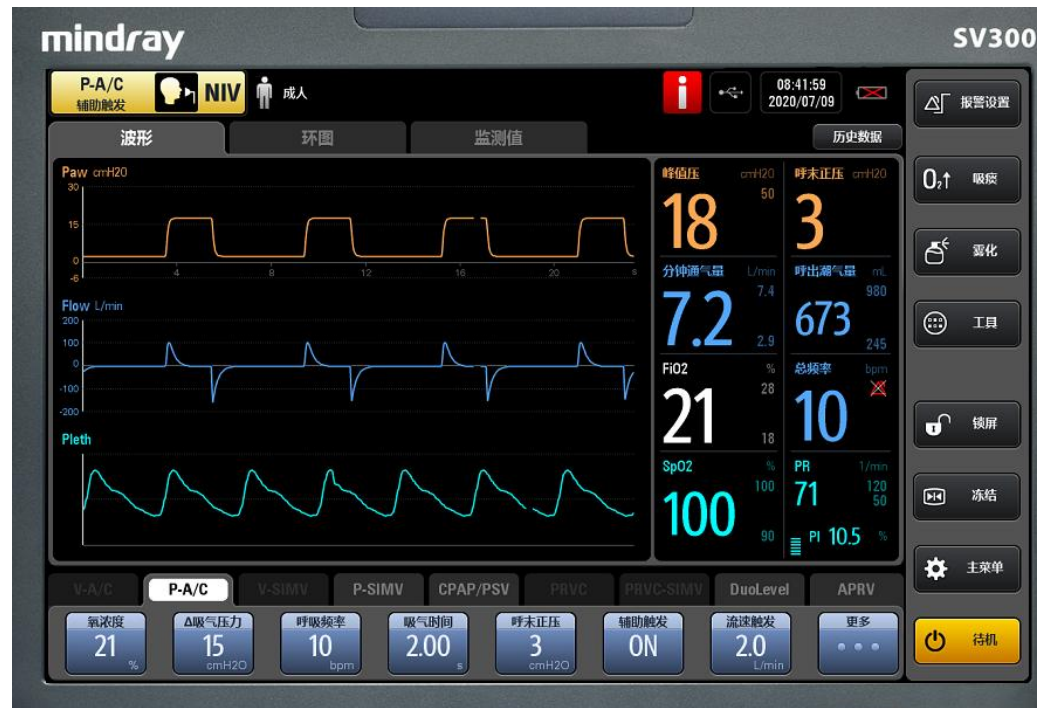 mindray
SV300
P-A/C
辅助触发
NIV
成人
08:41:59
2020/07/09
报警设置
波形
环图
监测值
历史数据
Paw cmH2O
30
15
0
-6
4
8
12
16
20
s
峰值压 cmH2O
50
18
呼末正压 cmH2O
3
O₂↑ 吸痰
雾化
Flow L/min
200
100
0
-100
-200
分钟通气量 L/min
7.4
7.2
2.9
呼出潮气量 mL
980
673
245
工具
FiO2 %
28
21
18
总频率 bpm
10
锁屏
Pleth
SpO2 %
100
100
90
PR 1/min
71
120
50
PI 10.5 %
冻结
主菜单
V-A/C
P-A/C
V-SIMV
P-SIMV
CPAP/PSV
PRVC
PRVC-SIMV
DuoLevel
APRV
氧浓度
21
%
Δ吸气压力
15
cmH2O
呼吸频率
10
bpm
吸气时间
2.00
s
呼末正压
3
cmH2O
辅助触发
ON
流速触发
2.0
L/min
更多
待机